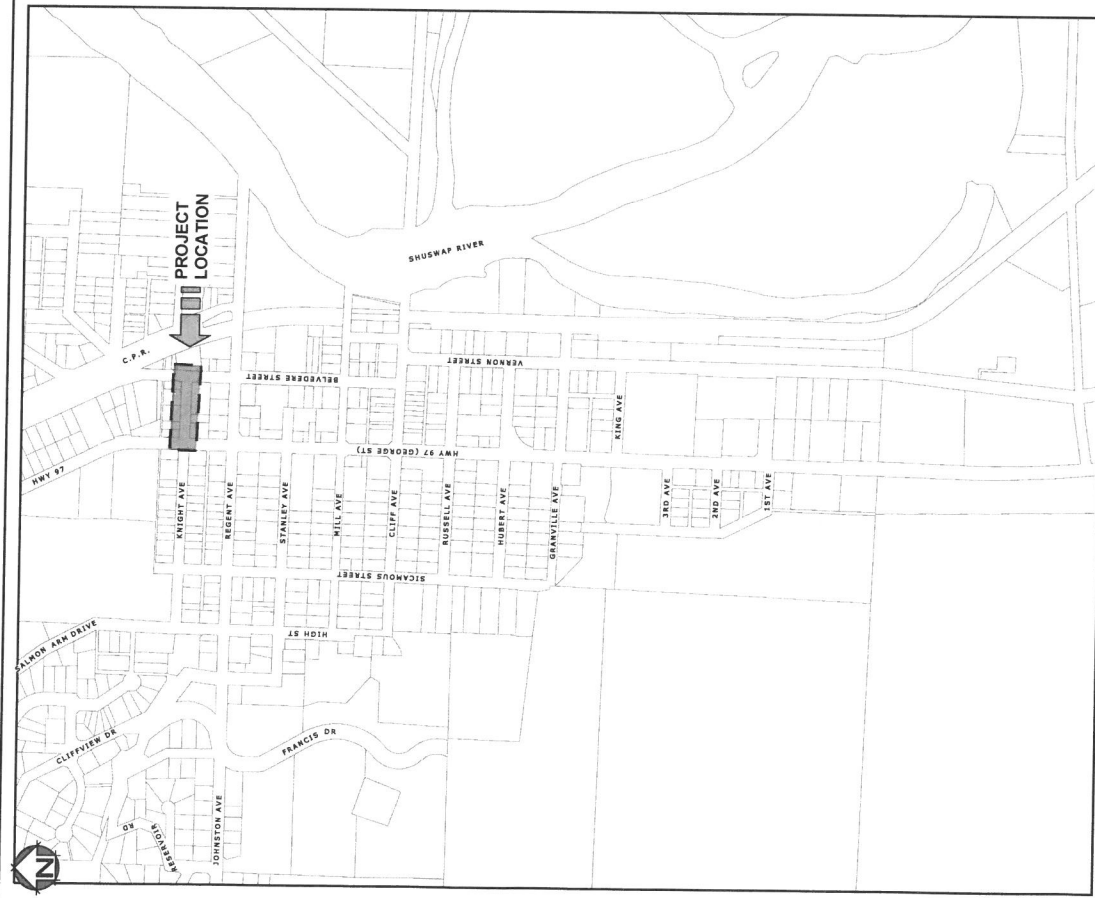 PROJECT
LOCATION
C.P.R.
HWY 97
SHUSWAP RIVER
BELVEDERE STREET
VERNON STREET
HWY 97 (GEORGE ST)
KING AVE
KNIGHT AVE
REGENT AVE
STANLEY AVE
MILL AVE
CLIFF AVE
RUSSELL AVE
HUBERT AVE
GRANVILLE AVE
3RD AVE
2ND AVE
1ST AVE
SICAMOUS STREET
HIGH ST
SALMON ARM DRIVE
CLIFFVIEW DR
FRANCIS DR
RESERVOIR RD
JOHNSTON AVE
N